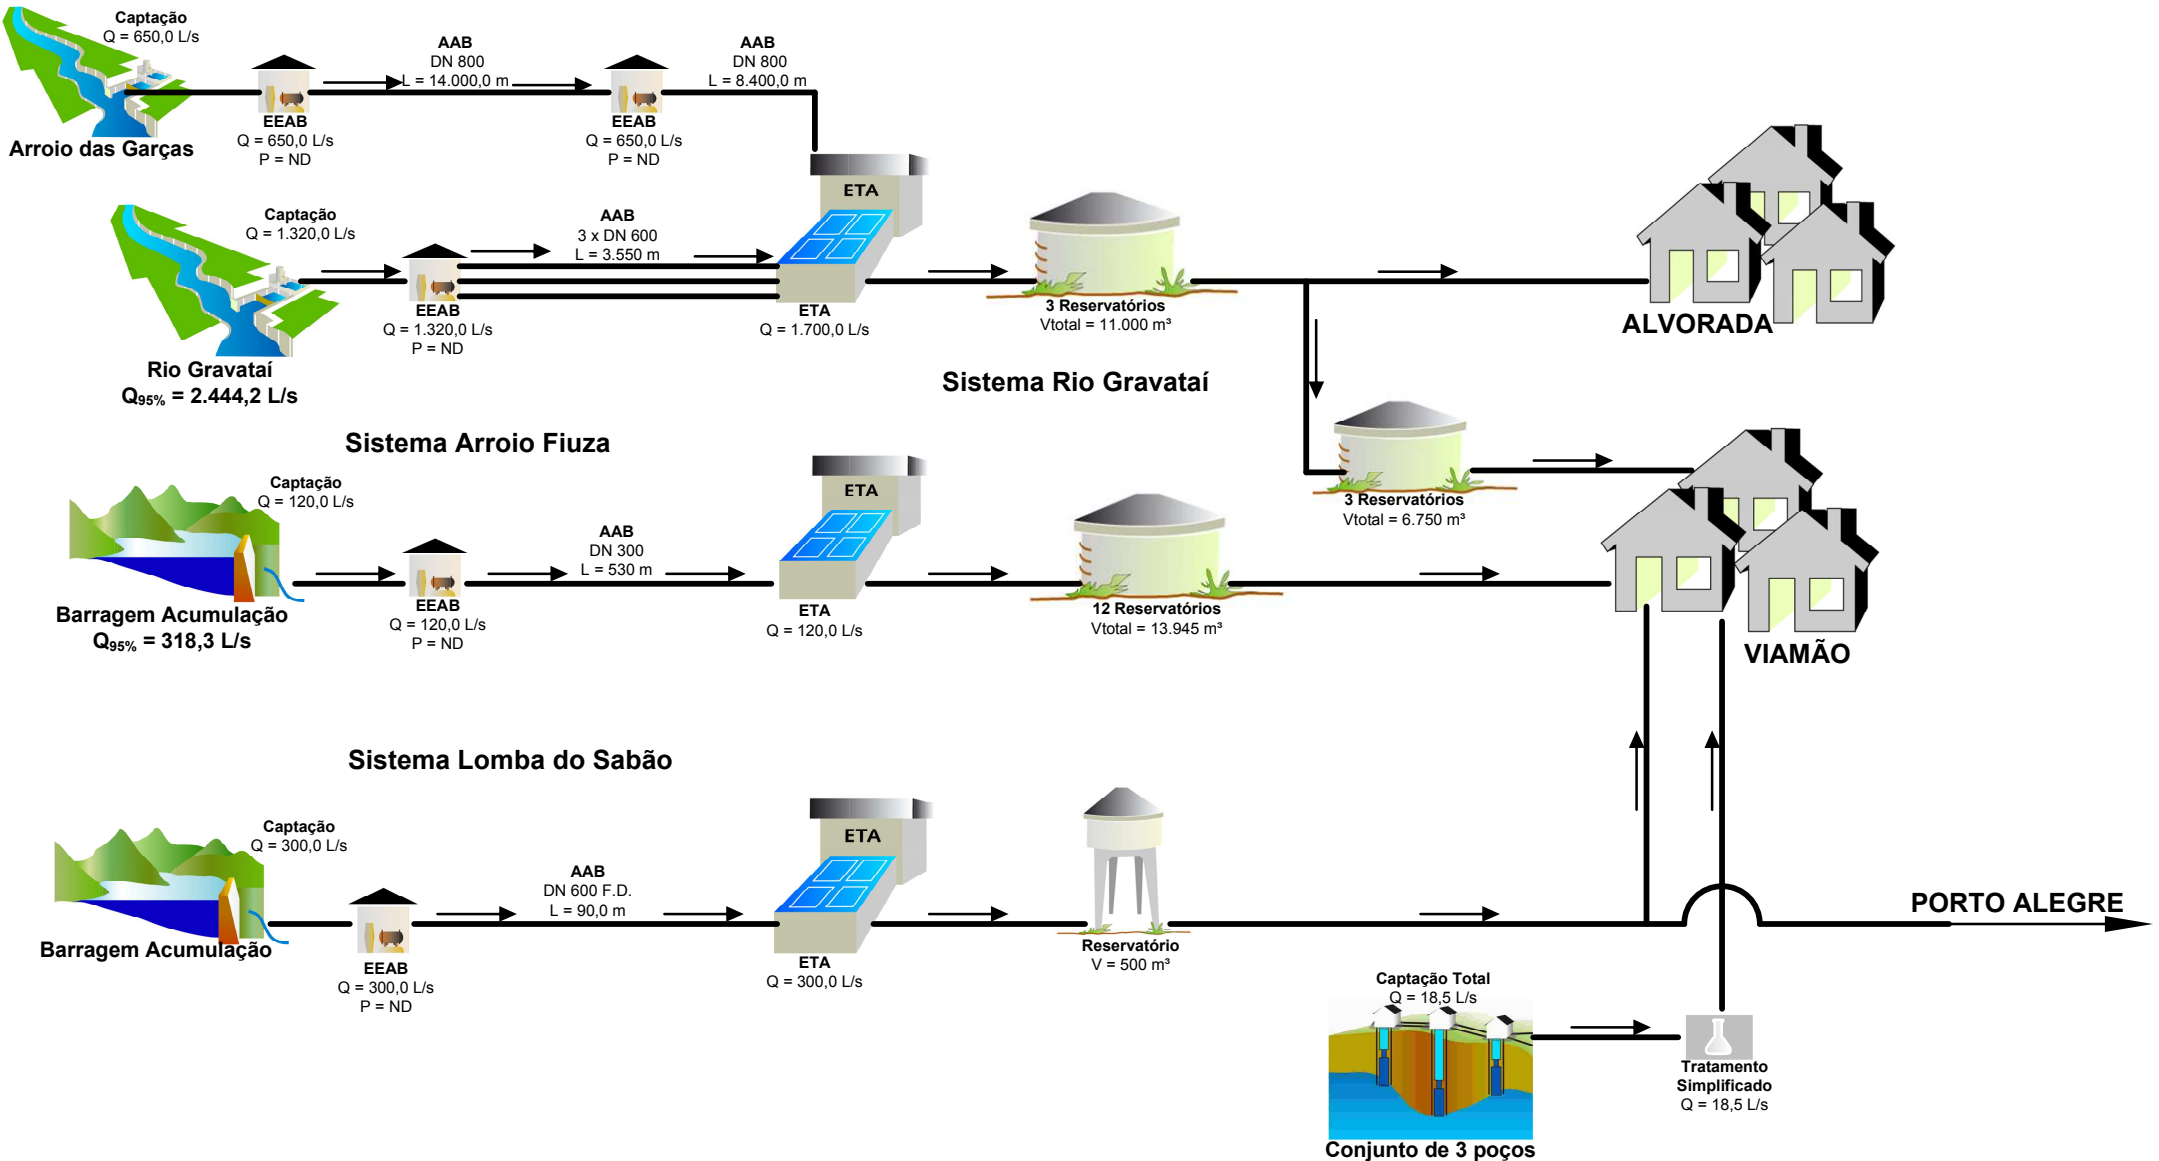 Captação
Q = 650,0 L/s
AAB
DN 800
L = 14.000,0 m
AAB
DN 800
L = 8.400,0 m
EEAB
Q = 650,0 L/s
P = ND
EEAB
Q = 650,0 L/s
P = ND
Arroio das Garças
ETA
Captação
Q = 1.320,0 L/s
AAB
3 x DN 600
L = 3.550 m
EEAB
Q = 1.320,0 L/s
P = ND
ETA
Q = 1.700,0 L/s
3 Reservatórios
Vtotal = 11.000 m³
ALVORADA
Rio Gravataí
Q95% = 2.444,2 L/s
Sistema Rio Gravataí
Sistema Arroio Fiuza
Captação
Q = 120,0 L/s
AAB
DN 300
L = 530 m
ETA
3 Reservatórios
Vtotal = 6.750 m³
Barragem Acumulação
Q95% = 318,3 L/s
EEAB
Q = 120,0 L/s
P = ND
ETA
Q = 120,0 L/s
12 Reservatórios
Vtotal = 13.945 m³
VIAMÃO
Sistema Lomba do Sabão
Captação
Q = 300,0 L/s
AAB
DN 600 F.D.
L = 90,0 m
ETA
Barragem Acumulação
EEAB
Q = 300,0 L/s
P = ND
ETA
Q = 300,0 L/s
Reservatório
V = 500 m³
PORTO ALEGRE
Captação Total
Q = 18,5 L/s
Tratamento
Simplificado
Q = 18,5 L/s
Conjunto de 3 poços